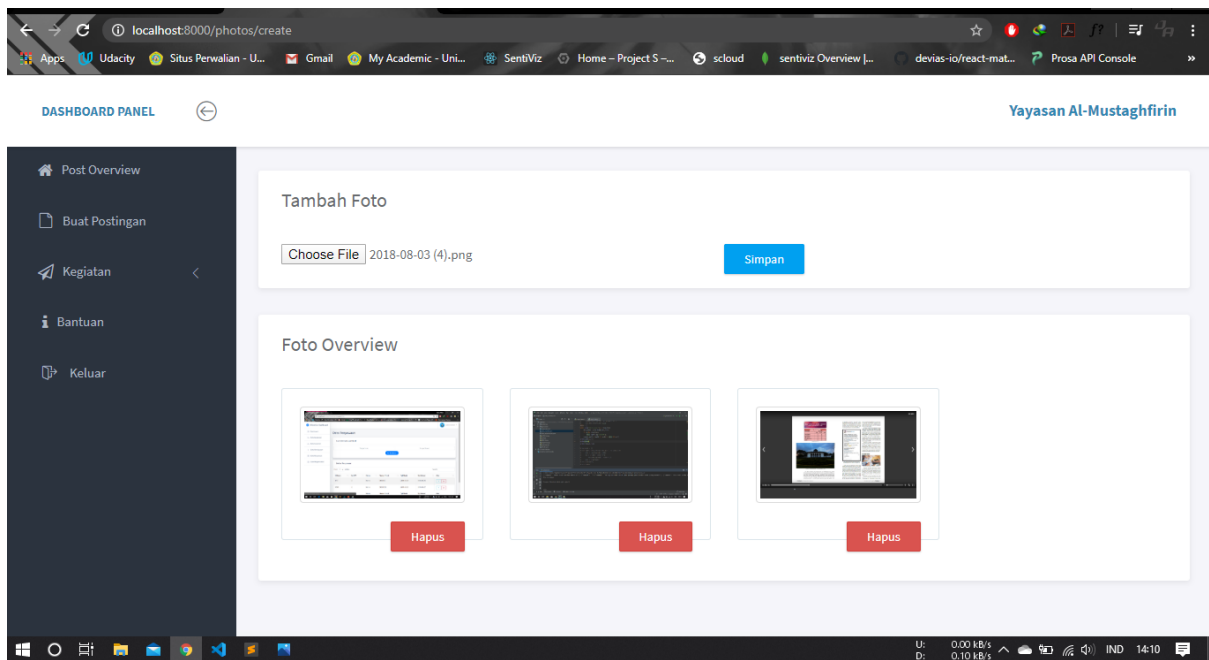 localhost:8000/photos/create
Apps Udacity Situs Perwalian - U... Gmail My Academic - Uni... SentiViz Home – Project S –... scloud sentiviz Overview |... devias-io/react-mat... Prosa API Console »
DASHBOARD PANEL
Yayasan Al-Mustaghfirin
Post Overview
Buat Postingan
Kegiatan
Bantuan
Keluar
Tambah Foto
Choose File 2018-08-03 (4).png
Simpan
Foto Overview
Hapus Hapus Hapus
U: 0.00 kB/s
D: 0.10 kB/s
IND 14:10